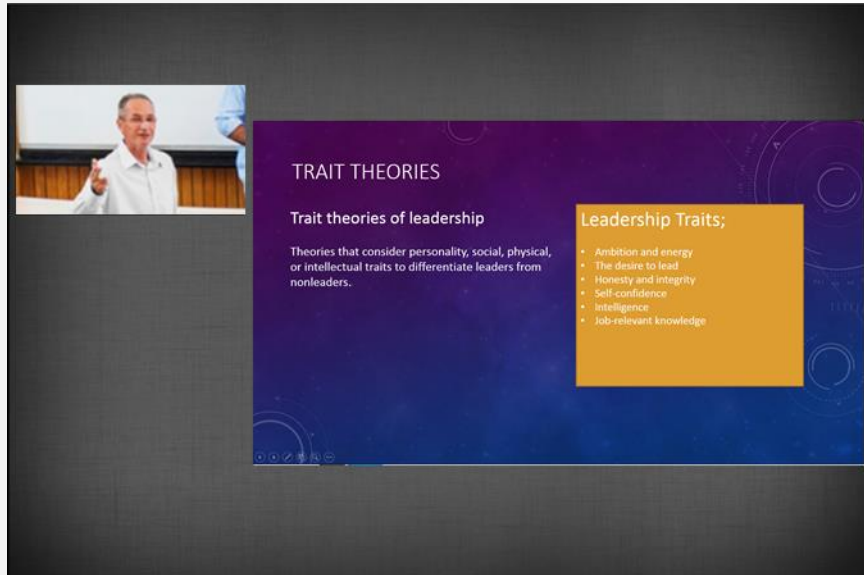 TRAIT THEORIES
Trait theories of leadership
Theories that consider personality, social, physical,
or intellectual traits to differentiate leaders from
nonleaders.
Leadership Traits;
• Ambition and energy
• The desire to lead
• Honesty and integrity
• Self-confidence
• Intelligence
• Job-relevant knowledge